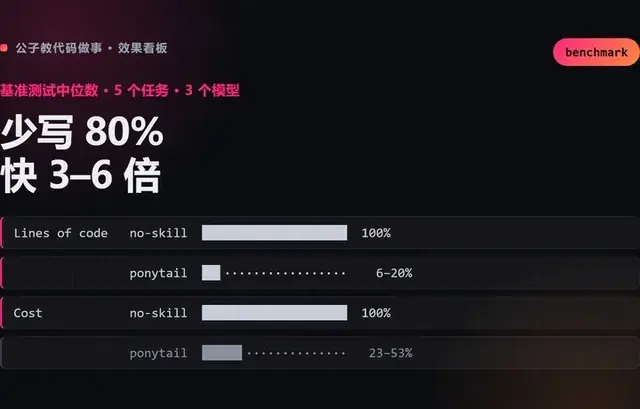 公子教代码做事 · 效果看板
benchmark
基准测试中位数 · 5 个任务 · 3 个模型
少写 80%
快 3–6 倍
Lines of code no-skill 100%
ponytail 6–20%
Cost no-skill 100%
ponytail 23–53%